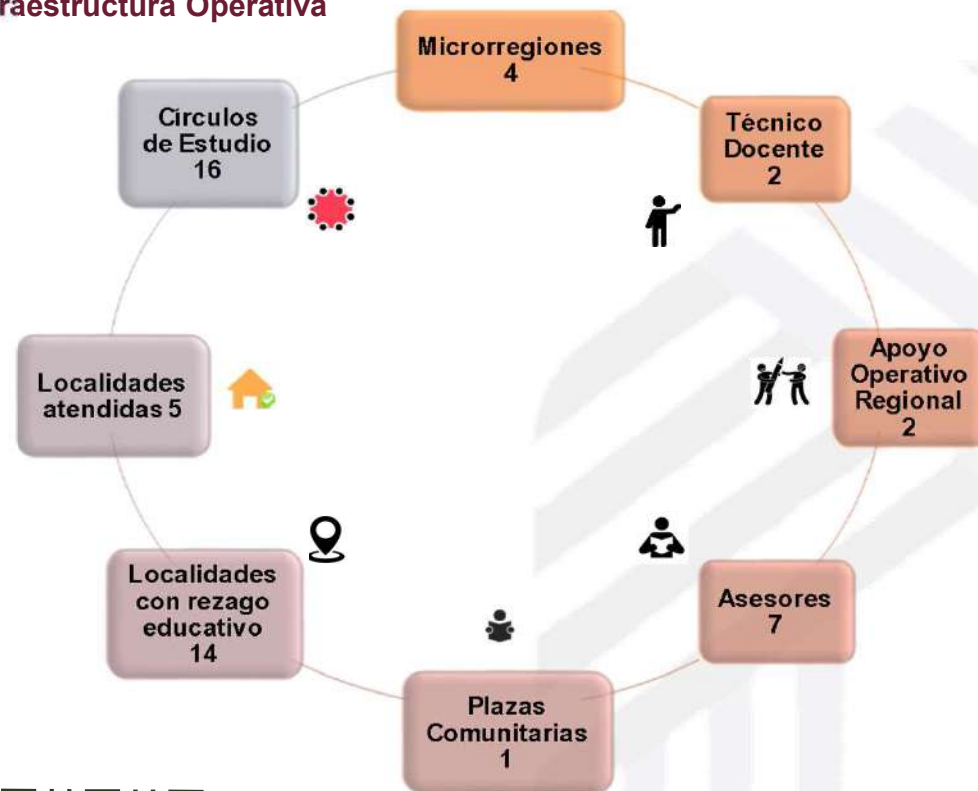 raestructura Operativa
Microrregiones
4
Técnico
Docente
2
Apoyo
Operativo
Regional
2
Asesores
7
Plazas
Comunitarias
1
Localidades
con rezago
educativo
14
Localidades
atendidas 5
Círculos
de Estudio
16